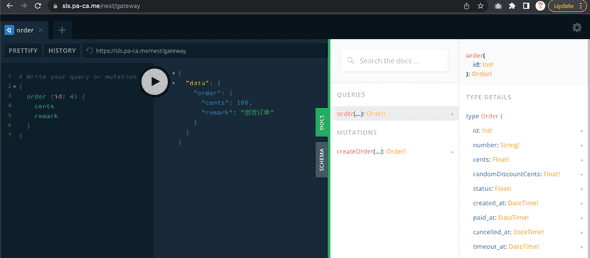 sis.pa-ca.me/nest/gateway
Update
Q order
PRETTIFY HISTORY https://sis.pa-ca.me/nest/gateway
1 # Write your query or mutation
2 {
3 order (id: 4) {
4 cents
5 remark
6 }
7 }
{
"data": {
"order": {
"cents": 100,
"remark": "创世订单"
}
}
}
DOCS
SCHEMA
Search the docs ...
QUERIES
order(...): Order!
MUTATIONS
createOrder(...): Order!
order(
id: Int!
): Order!
TYPE DETAILS
type Order {
id: Int!
number: String!
cents: Float!
randomDiscountCents: Float!
status: Float!
created_at: DateTime!
paid_at: DateTime!
cancelled_at: DateTime!
timeout_at: DateTime!